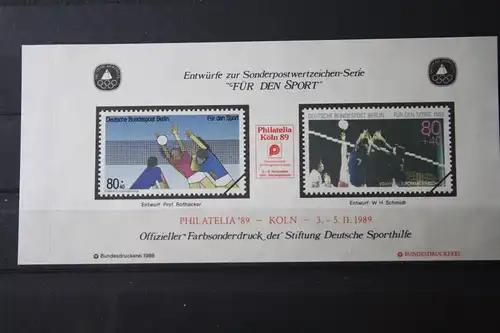 Entwürfe zur Sonderpostwertzeichen-Serie
"FÜR DEN SPORT"
Deutsche Bundespost Berlin Für den Sport
80+40
Entwurf Prof. Rothacker
Philatelia
Köln 89
DEUTSCHE BUNDESPOST BERLIN FÜR DEN SPORT 1989
80
+40
Entwurf: W. H. Schmidt
PHILATELIA '89 - KÖLN - 3.-5.11.1989
Offizieller Farbsonderdruck der Stiftung Deutsche Sporthilfe
Bundesdruckerei 1989
BUNDESDRUCKEREI